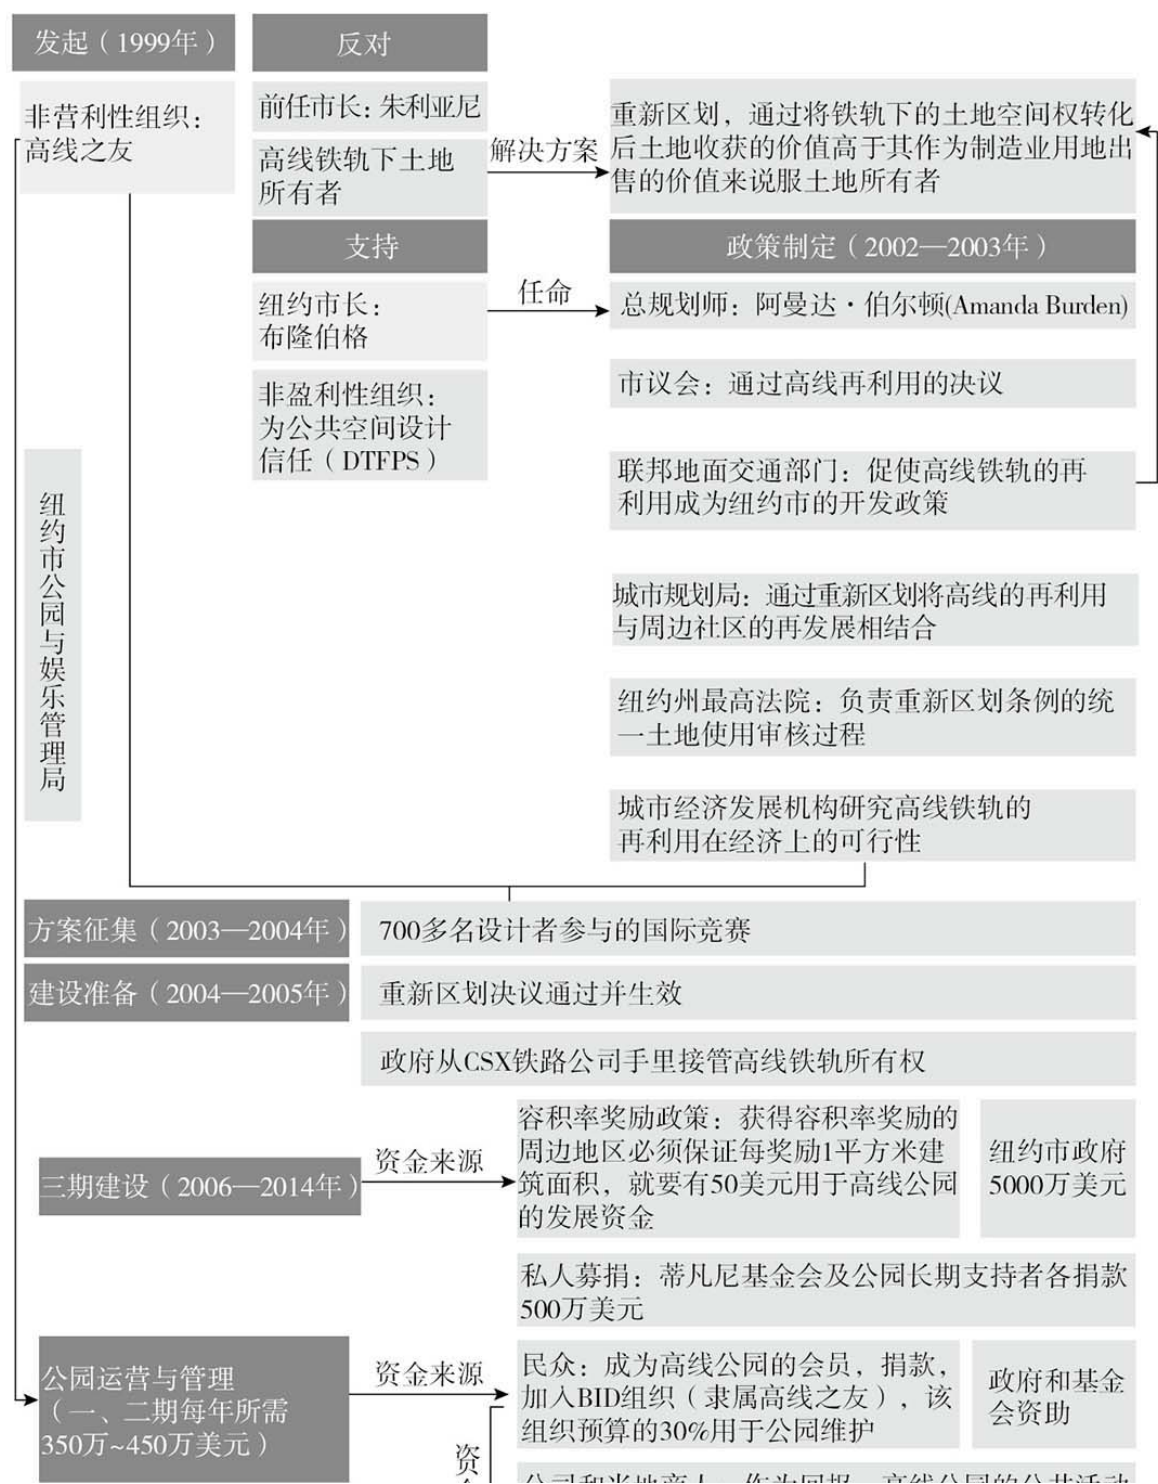 发起（1999年）
反对
非营利性组织：
高线之友
前任市长：朱利亚尼
高线铁轨下土地
所有者
解决方案
重新区划，通过将铁轨下的土地空间权转化
后土地收获的价值高于其作为制造业用地出
售的价值来说服土地所有者
支持
政策制定（2002—2003年）
纽约市长：
布隆伯格
任命
总规划师：阿曼达·伯尔顿(Amanda Burden)
非盈利性组织：
为公共空间设计
信任（DTFPS）
市议会：通过高线再利用的决议
联邦地面交通部门：促使高线铁轨的再
利用成为纽约市的开发政策
纽约市公园与娱乐管理局
城市规划局：通过重新区划将高线的再利用
与周边社区的再发展相结合
纽约州最高法院：负责重新区划条例的统
一土地使用审核过程
城市经济发展机构研究高线铁轨的
再利用在经济上的可行性
方案征集（2003—2004年）
700多名设计者参与的国际竞赛
建设准备（2004—2005年）
重新区划决议通过并生效
政府从CSX铁路公司手里接管高线铁轨所有权
三期建设（2006—2014年）
资金来源
容积率奖励政策：获得容积率奖励的
周边地区必须保证每奖励1平方米建
筑面积，就要有50美元用于高线公园
的发展资金
纽约市政府
5000万美元
私人募捐：蒂凡尼基金会及公园长期支持者各捐款
500万美元
公园运营与管理
（一、二期每年所需
350万~450万美元）
资金来源
民众：成为高线公园的会员，捐款，
加入BID组织（隶属高线之友），该
组织预算的30%用于公园维护
政府和基金
会资助
资